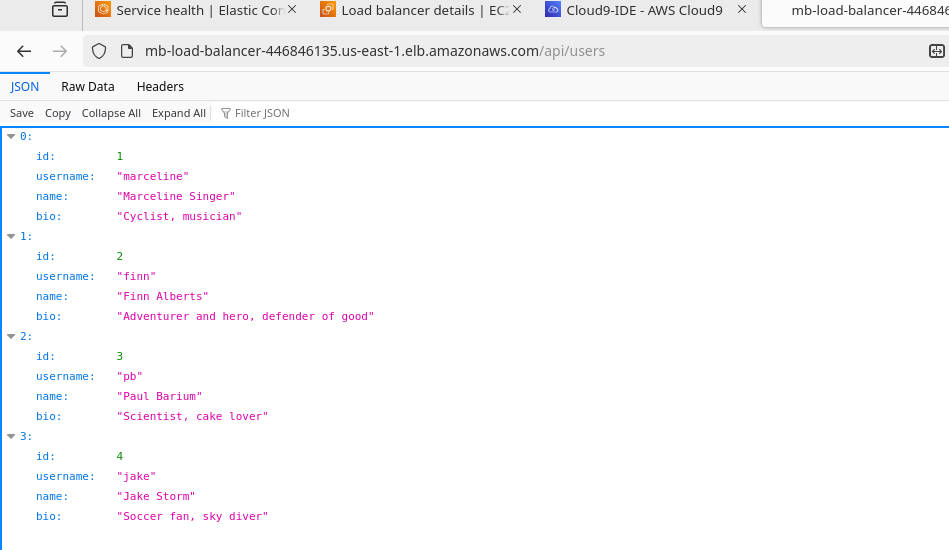 Service health | Elastic Con
Load balancer details | EC2
Cloud9-IDE - AWS Cloud9
mb-load-balancer-44684
mb-load-balancer-446846135.us-east-1.elb.amazonaws.com/api/users
JSON Raw Data Headers
Save Copy Collapse All Expand All Filter JSON
0:
id: 1
username: "marceline"
name: "Marceline Singer"
bio: "Cyclist, musician"
1:
id: 2
username: "finn"
name: "Finn Alberts"
bio: "Adventurer and hero, defender of good"
2:
id: 3
username: "pb"
name: "Paul Barium"
bio: "Scientist, cake lover"
3:
id: 4
username: "jake"
name: "Jake Storm"
bio: "Soccer fan, sky diver"